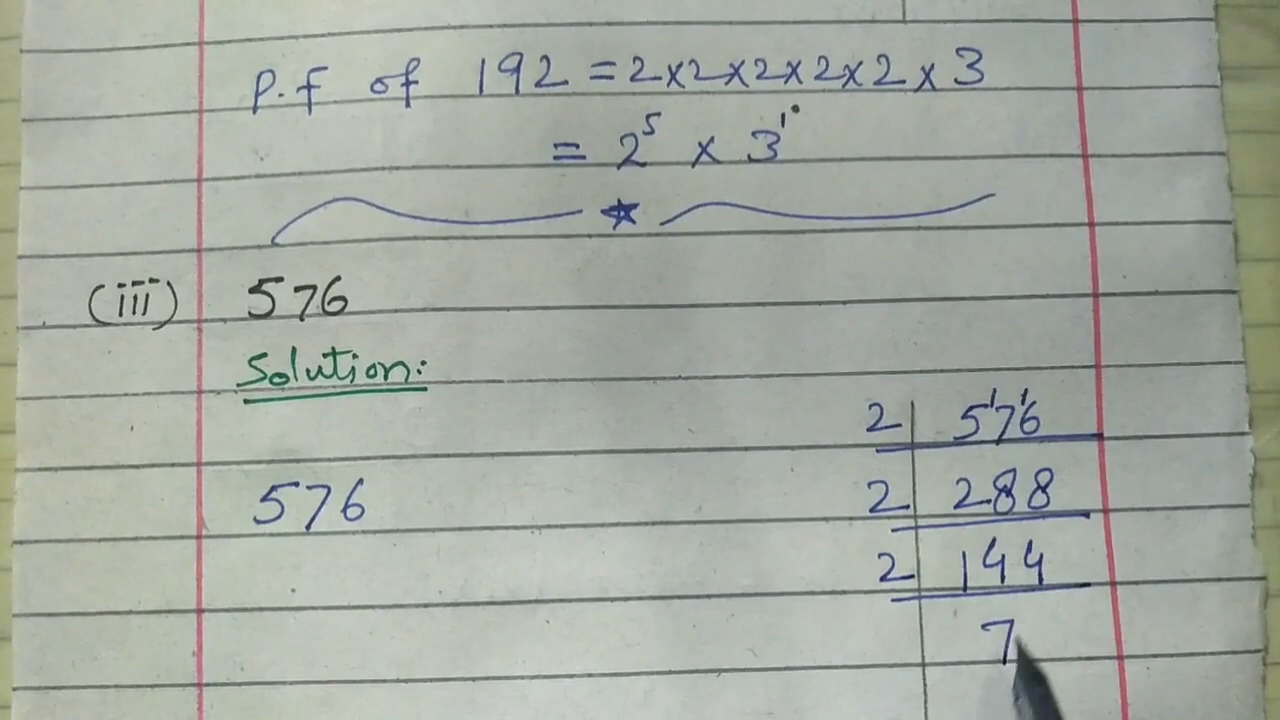 P.f of 192 = 2×2×2×2×2×3
= 2⁵ × 3¹
(iii) 576
Solution:
2 | 576
576 2 | 288
2 | 144
7